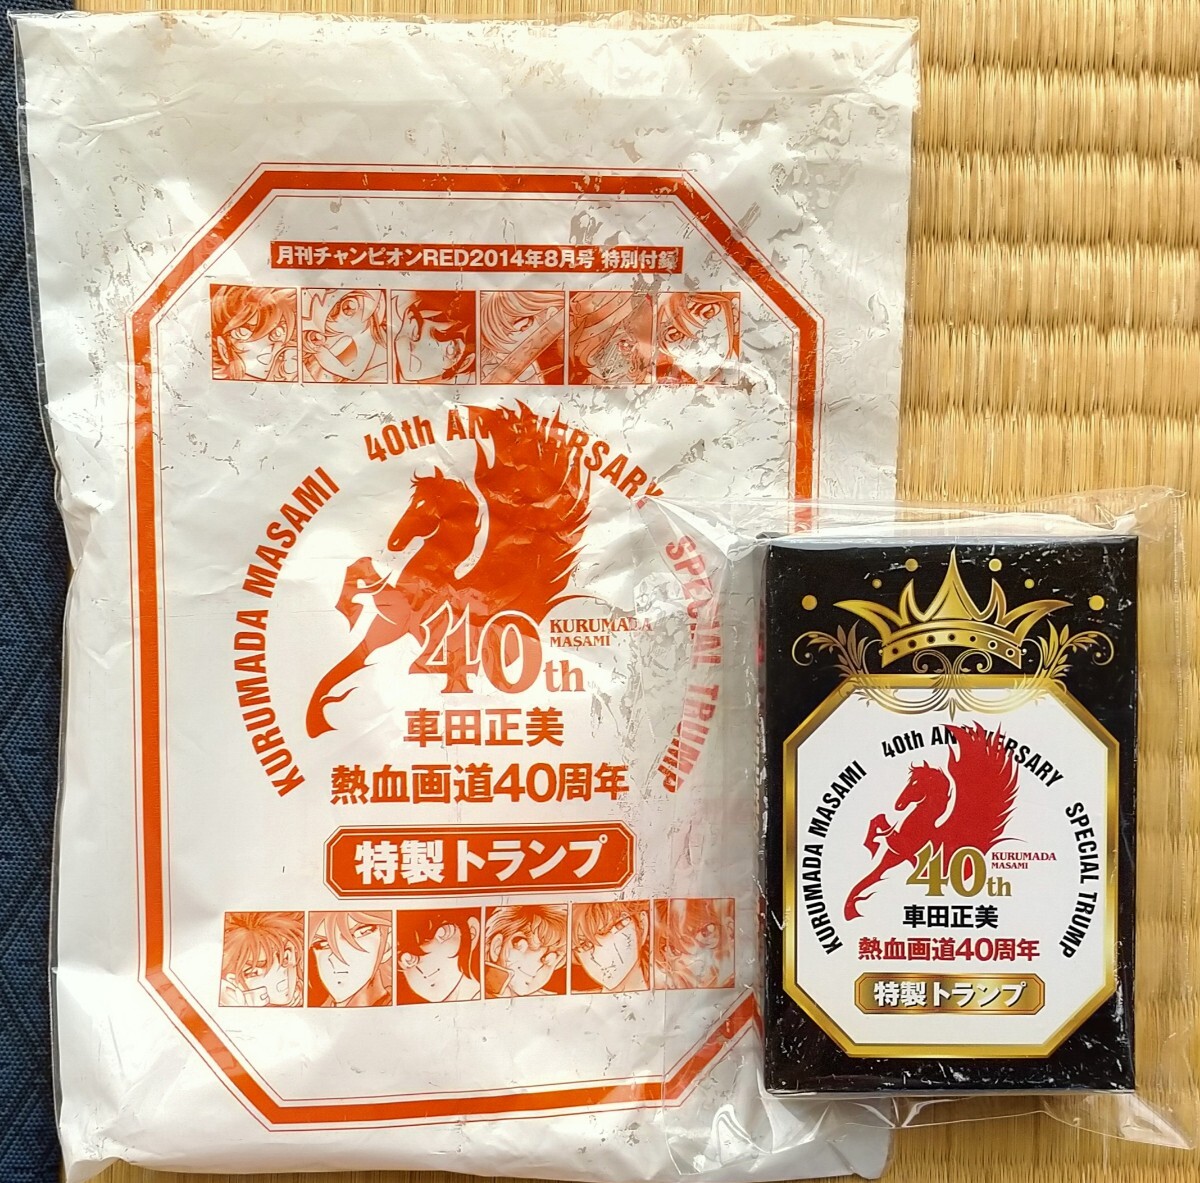 月刊チャンピオンRED2014年8月号 特別付録
KURUMADA MASAMI 40th ANNIVERSARY SPECIAL TRUMP
40th
KURUMADA
MASAMI
車田正美
熱血画道40周年
特製トランプ
KURUMADA MASAMI 40th ANNIVERSARY SPECIAL TRUMP
40th
KURUMADA
MASAMI
車田正美
熱血画道40周年
特製トランプ